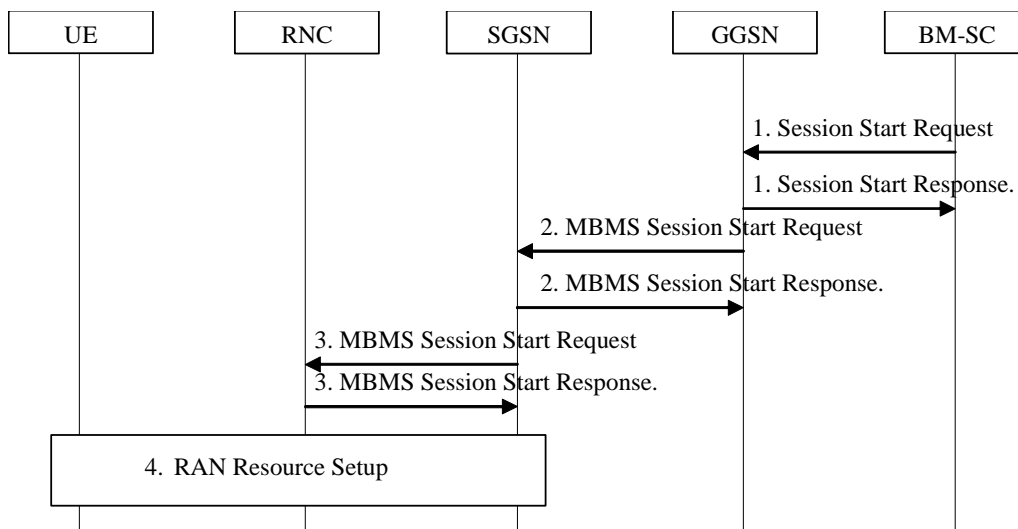 UE
RNC
SGSN
GGSN
BM-SC
1. Session Start Request
1. Session Start Response.
2. MBMS Session Start Request
2. MBMS Session Start Response.
3. MBMS Session Start Request
3. MBMS Session Start Response.
4. RAN Resource Setup